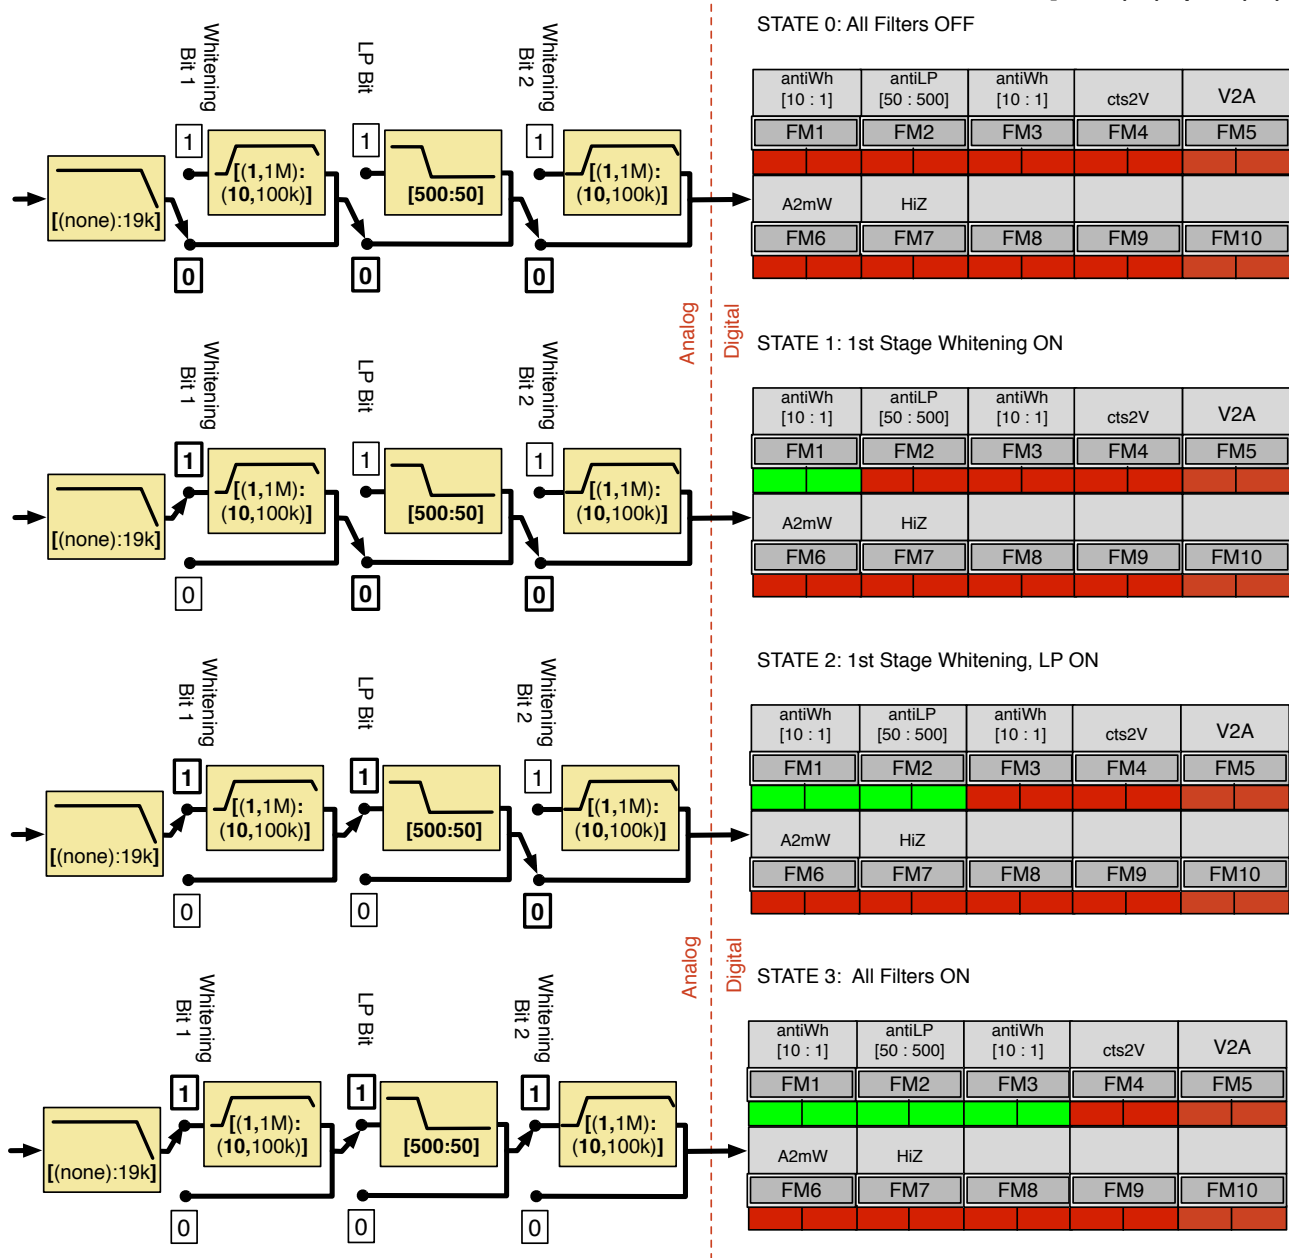 STATE 0: All Filters OFF
Whitening
Bit 1
LP Bit
Whitening
Bit 2
1
1
1
[(none):19k]
[(1,1M):
(10,100k)]
[500:50]
[(1,1M):
(10,100k)]
0
0
0
antiWh
[10 : 1]
antiLP
[50 : 500]
antiWh
[10 : 1]
cts2V
V2A
FM1
FM2
FM3
FM4
FM5
A2mW
HiZ
FM6
FM7
FM8
FM9
FM10
Analog
Digital
STATE 1: 1st Stage Whitening ON
Whitening
Bit 1
LP Bit
Whitening
Bit 2
1
1
1
[(none):19k]
[(1,1M):
(10,100k)]
[500:50]
[(1,1M):
(10,100k)]
0
0
0
antiWh
[10 : 1]
antiLP
[50 : 500]
antiWh
[10 : 1]
cts2V
V2A
FM1
FM2
FM3
FM4
FM5
A2mW
HiZ
FM6
FM7
FM8
FM9
FM10
STATE 2: 1st Stage Whitening, LP ON
Whitening
Bit 1
LP Bit
Whitening
Bit 2
1
1
1
[(none):19k]
[(1,1M):
(10,100k)]
[500:50]
[(1,1M):
(10,100k)]
0
0
0
antiWh
[10 : 1]
antiLP
[50 : 500]
antiWh
[10 : 1]
cts2V
V2A
FM1
FM2
FM3
FM4
FM5
A2mW
HiZ
FM6
FM7
FM8
FM9
FM10
Analog
Digital
STATE 3:  All Filters ON
Whitening
Bit 1
LP Bit
Whitening
Bit 2
1
1
1
[(none):19k]
[(1,1M):
(10,100k)]
[500:50]
[(1,1M):
(10,100k)]
0
0
0
antiWh
[10 : 1]
antiLP
[50 : 500]
antiWh
[10 : 1]
cts2V
V2A
FM1
FM2
FM3
FM4
FM5
A2mW
HiZ
FM6
FM7
FM8
FM9
FM10